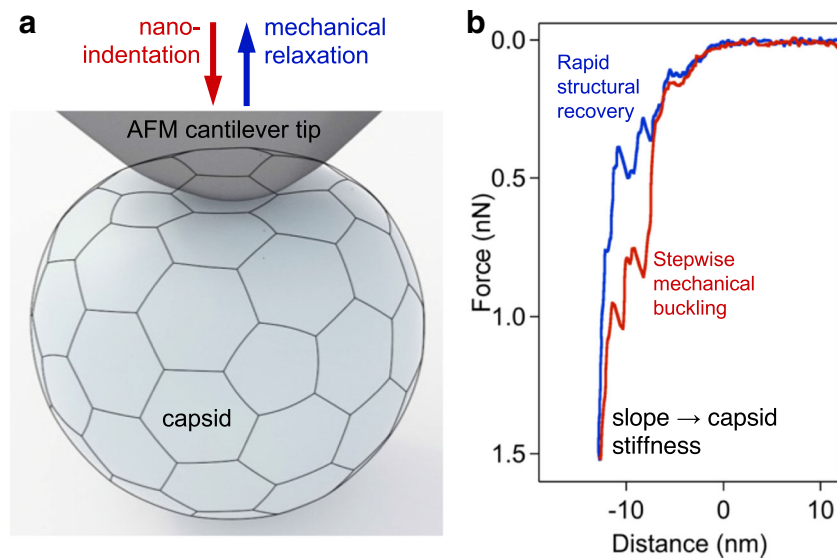 a
nano-
indentation
mechanical
relaxation
AFM cantilever tip
capsid
b
0.0
0.5
1.0
1.5
Force (nN)
Rapid
structural
recovery
Stepwise
mechanical
buckling
slope → capsid
stiffness
-10
0
10
Distance (nm)